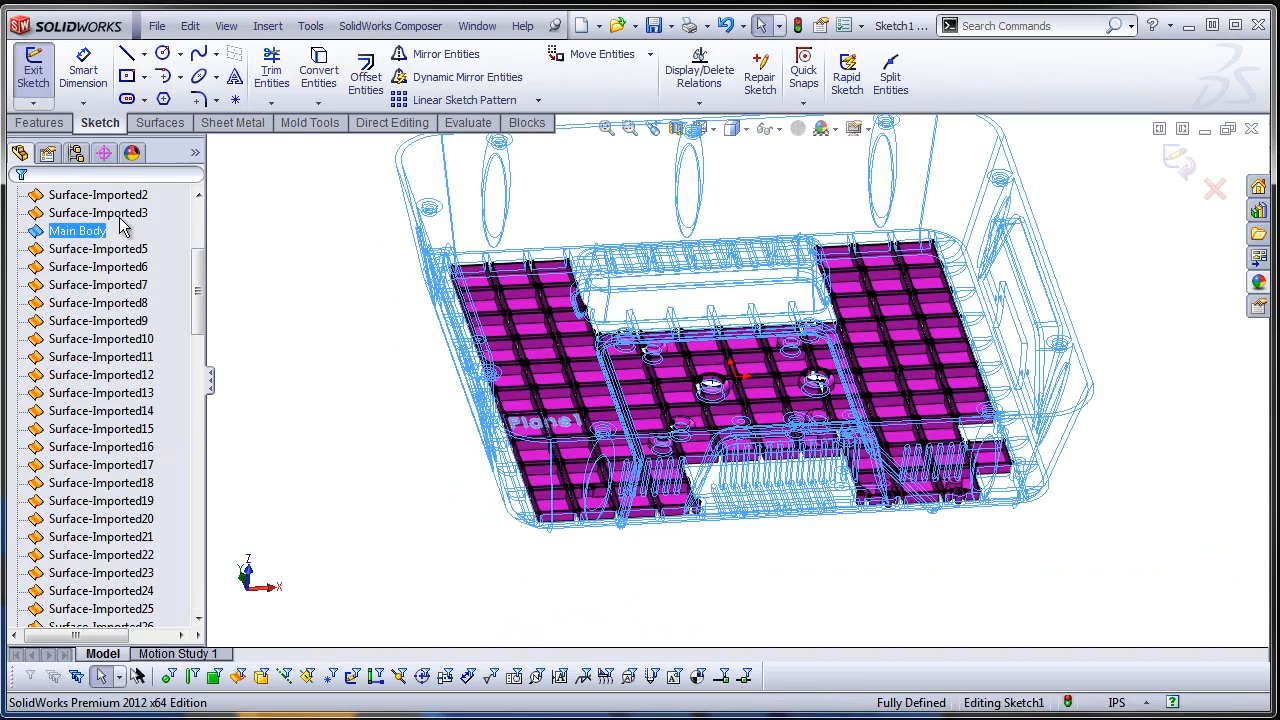 SOLIDWORKS File Edit View Insert Tools SolidWorks Composer Window Help Sketch1 ... Search Commands
Exit Sketch
Smart Dimension
Trim Entities
Convert Entities
Offset Entities
Mirror Entities
Dynamic Mirror Entities
Linear Sketch Pattern
Move Entities
Display/Delete Relations
Repair Sketch
Quick Snaps
Rapid Sketch
Split Entities
Features Sketch Surfaces Sheet Metal Mold Tools Direct Editing Evaluate Blocks
Surface-Imported2
Surface-Imported3
Main Body
Surface-Imported5
Surface-Imported6
Surface-Imported7
Surface-Imported8
Surface-Imported9
Surface-Imported10
Surface-Imported11
Surface-Imported12
Surface-Imported13
Surface-Imported14
Surface-Imported15
Surface-Imported16
Surface-Imported17
Surface-Imported18
Surface-Imported19
Surface-Imported20
Surface-Imported21
Surface-Imported22
Surface-Imported23
Surface-Imported24
Surface-Imported25
Surface-Imported26
Plane1
Z
X
Model Motion Study 1
SolidWorks Premium 2012 x64 Edition Fully Defined Editing Sketch1 IPS